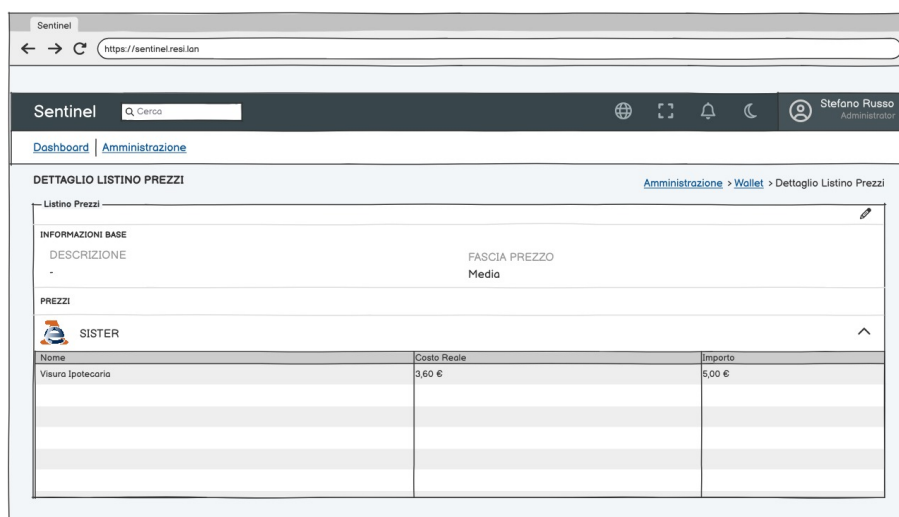 Sentinel
https://sentinel.resi.lan
Sentinel
Cerca
Stefano Russo
Administrator
Dashboard | Amministrazione
DETTAGLIO LISTINO PREZZI
Amministrazione > Wallet > Dettaglio Listino Prezzi
Listino Prezzi
INFORMAZIONI BASE
DESCRIZIONE FASCIA PREZZO
- Media
PREZZI
SISTER
Nome Costo Reale Importo
Visura Ipotecaria 3,60 € 5,00 €